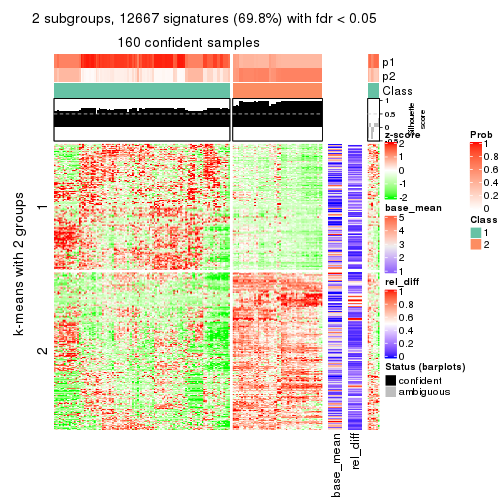 2 subgroups, 12667 signatures (69.8%) with fdr < 0.05
160 confident samples
p1
p2
Class
1
0.5
0
Silhouette
score
k-means with 2 groups
1
2
base_mean
rel_diff
z-score
2
1
0
-1
-2
base_mean
5
4
3
2
1
rel_diff
1
0.8
0.6
0.4
0.2
0
Status (barplots)
confident
ambiguous
Prob
1
0.8
0.6
0.4
0.2
0
Class
1
2